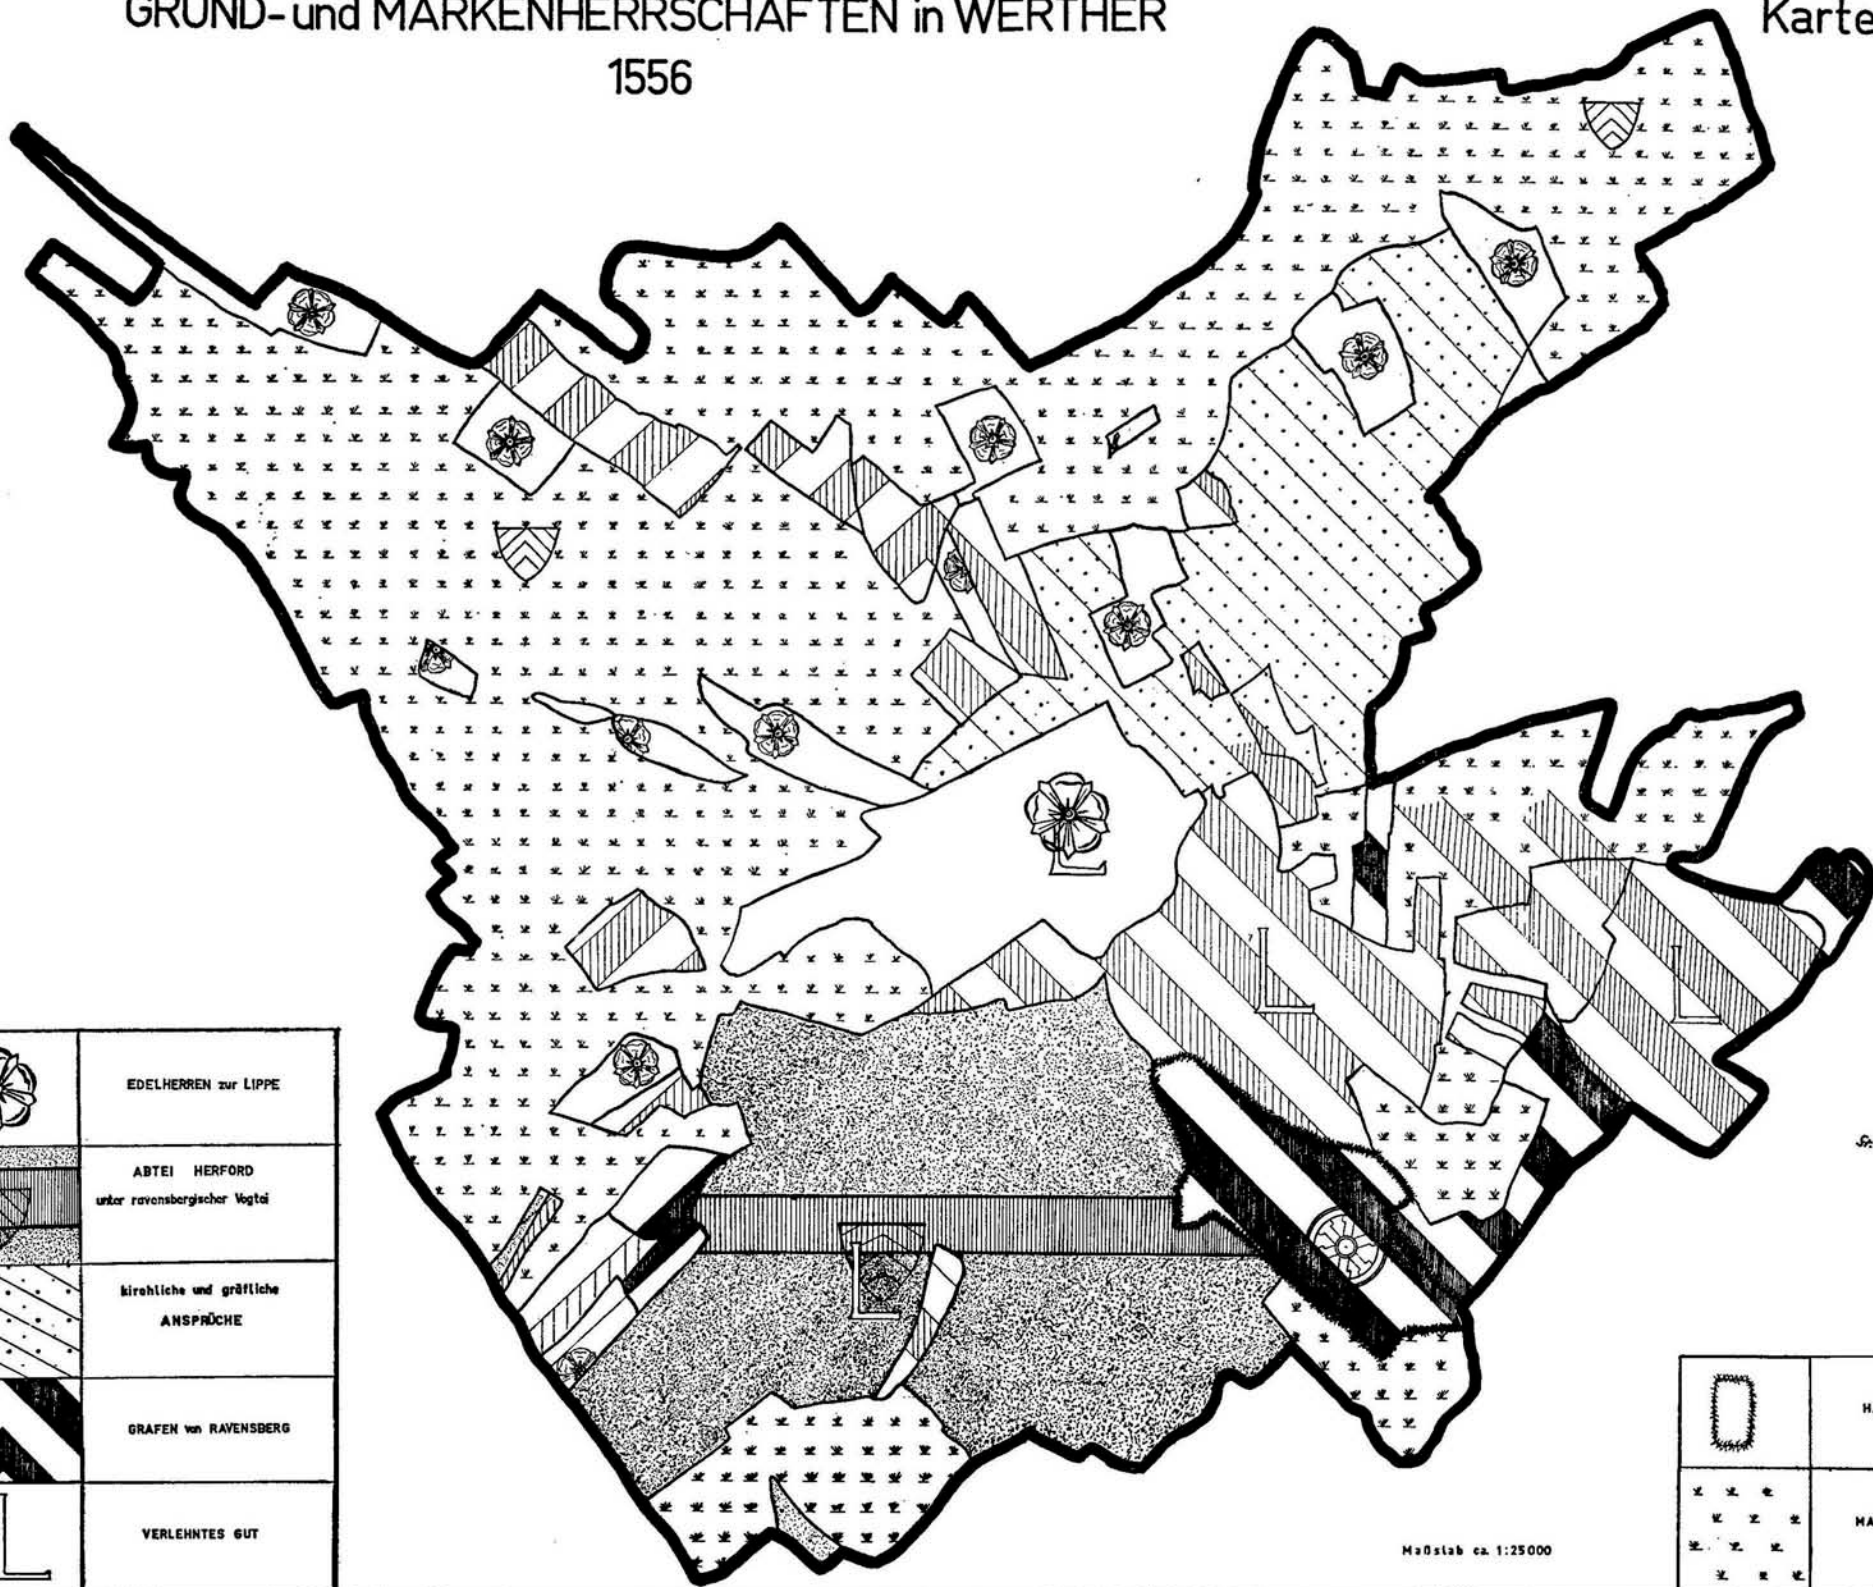 GRUND-und MARKENHERRSCHAFTEN in WERTHER
1556
Karte
L
L
L
L
EDELHERREN zur LIPPE
ABTEI HERFORD
unter ravensbergischer Vogtei
kirchliche und gräfliche
ANSPRÜCHE
GRAFEN von RAVENSBERG
L
VERLEHNTES GUT
Maßstab ca. 1:25000
H
MA